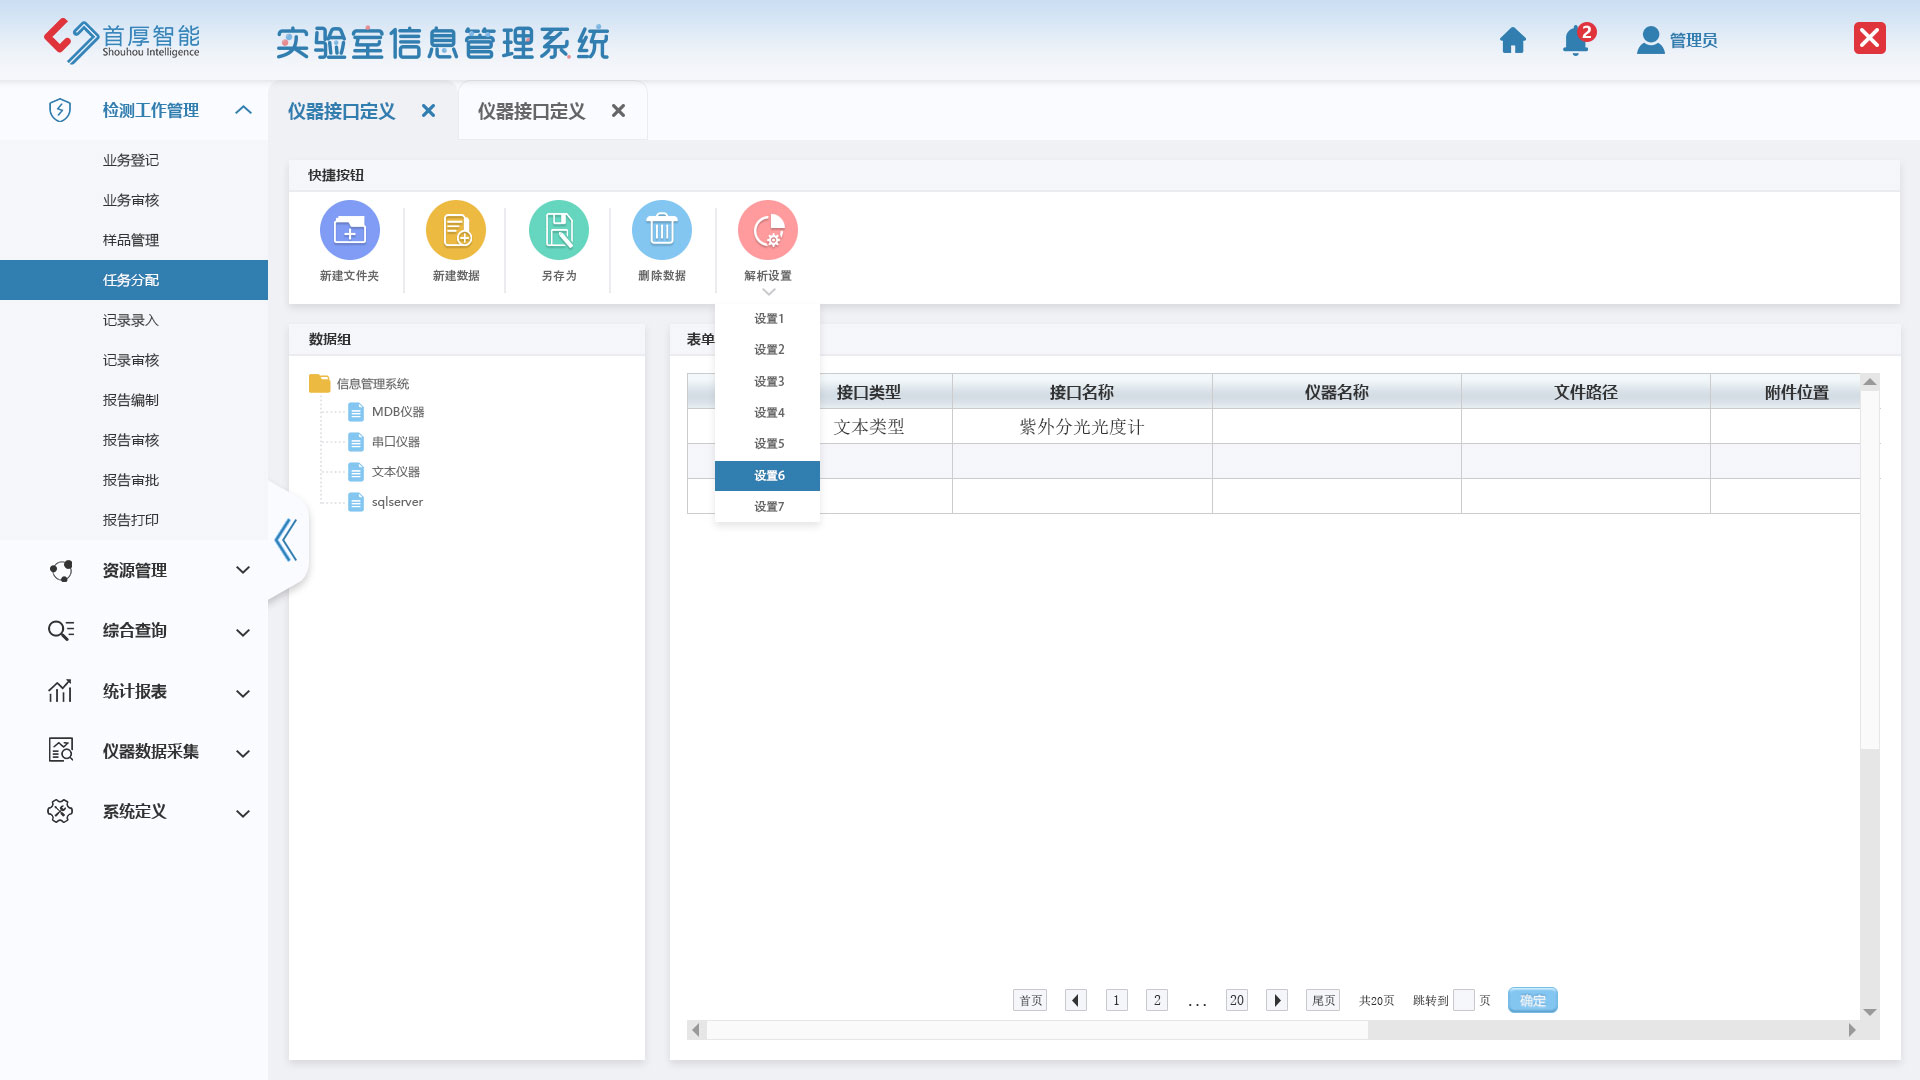 首厚智能
Shouhou Intelligence
实验室信息管理系统
2
管理员
检测工作管理
仪器接口定义
仪器接口定义
业务登记
业务审核
样品管理
任务分配
记录录入
记录审核
报告编制
报告审核
报告审批
报告打印
资源管理
综合查询
统计报表
仪器数据采集
系统定义
快捷按钮
新建文件夹
新建数据
另存为
删除数据
解析设置
设置1
设置2
设置3
设置4
设置5
设置6
设置7
数据组
信息管理系统
MDB仪器
串口仪器
文本仪器
sqlserver
表单
接口类型 接口名称 仪器名称 文件路径 附件位置
文本类型 紫外分光光度计
首页 1 2 ... 20 尾页 共20页 跳转到 页 确定